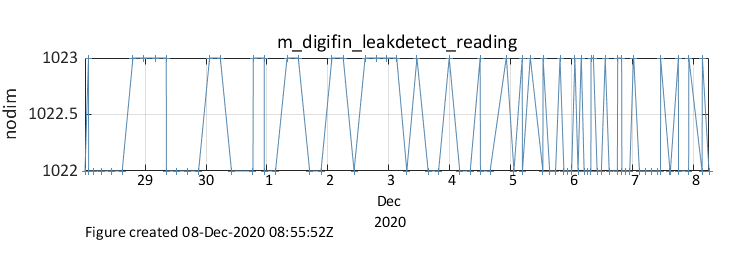 m_digifin_leakdetect_reading
1023
1022.5
1022
nodim
29 30 1 2 3 4 5 6 7 8
Dec
2020
Figure created 08-Dec-2020 08:55:52Z